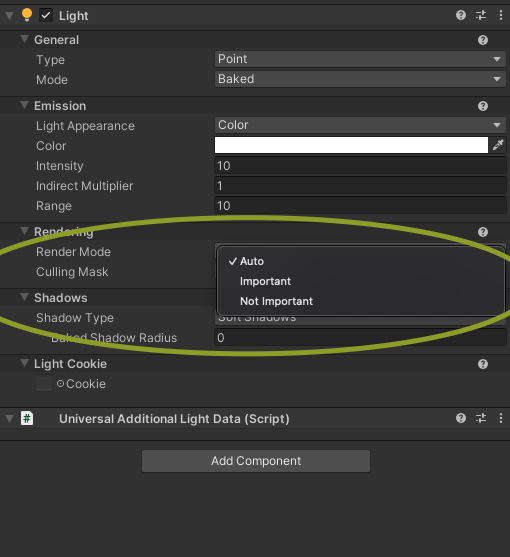 Light
General
Type Point
Mode Baked
Emission
Light Appearance Color
Color
Intensity 10
Indirect Multiplier 1
Range 10
Rendering
Render Mode
✓ Auto
Culling Mask
Important
Not Important
Shadows
Shadow Type Soft Shadows
Baked Shadow Radius 0
Light Cookie
Cookie
# Universal Additional Light Data (Script)
Add Component